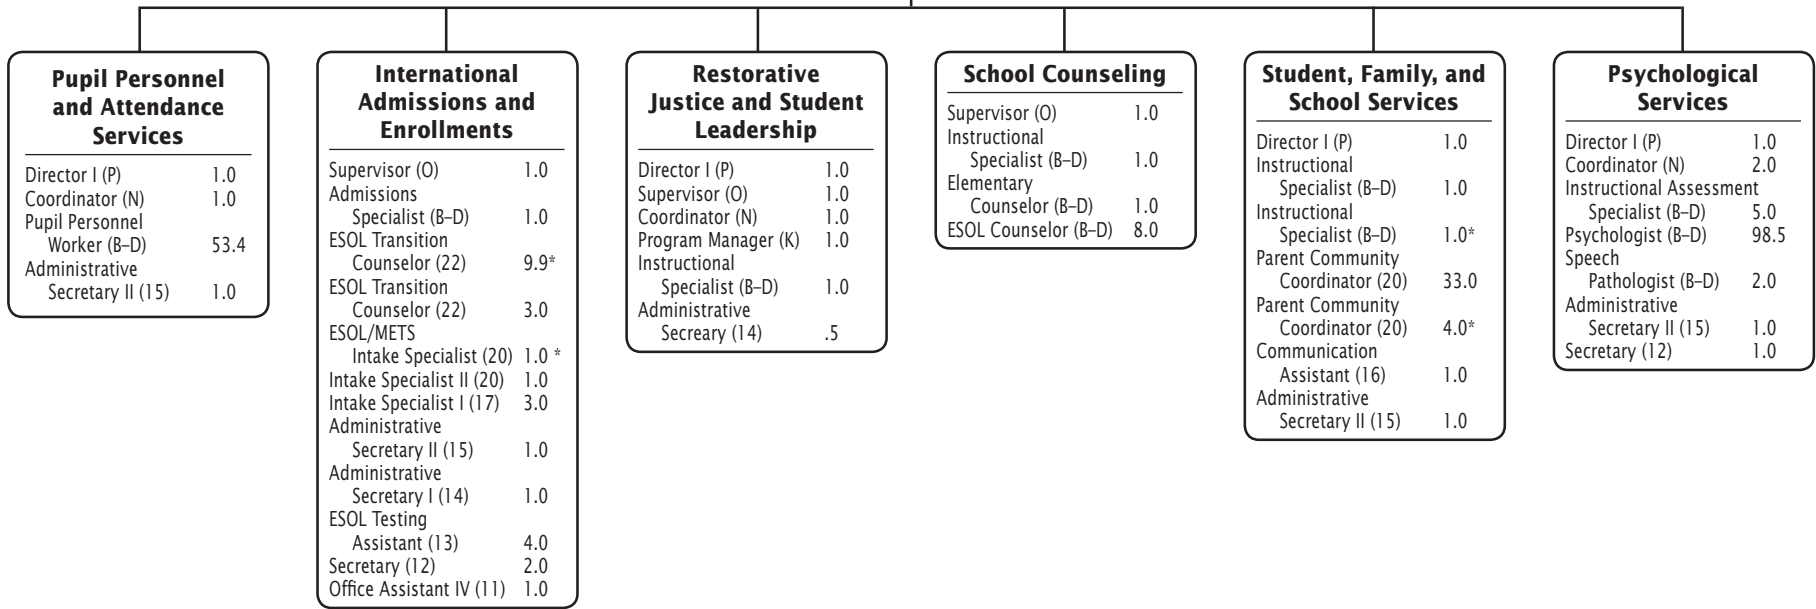 Pupil Personnel
and Attendance
Services
Director I (P) 1.0
Coordinator (N) 1.0
Pupil Personnel
Worker (B–D) 53.4
Administrative
Secretary II (15) 1.0
International
Admissions and
Enrollments
Supervisor (O) 1.0
Admissions
Specialist (B–D) 1.0
ESOL Transition
Counselor (22) 9.9*
ESOL Transition
Counselor (22) 3.0
ESOL/METS
Intake Specialist (20) 1.0 *
Intake Specialist II (20) 1.0
Intake Specialist I (17) 3.0
Administrative
Secretary II (15) 1.0
Administrative
Secretary I (14) 1.0
ESOL Testing
Assistant (13) 4.0
Secretary (12) 2.0
Office Assistant IV (11) 1.0
Restorative
Justice and Student
Leadership
Director I (P) 1.0
Supervisor (O) 1.0
Coordinator (N) 1.0
Program Manager (K) 1.0
Instructional
Specialist (B–D) 1.0
Administrative
Secreary (14) .5
School Counseling
Supervisor (O) 1.0
Instructional
Specialist (B–D) 1.0
Elementary
Counselor (B–D) 1.0
ESOL Counselor (B–D) 8.0
Student, Family, and
School Services
Director I (P) 1.0
Instructional
Specialist (B–D) 1.0
Instructional
Specialist (B–D) 1.0*
Parent Community
Coordinator (20) 33.0
Parent Community
Coordinator (20) 4.0*
Communication
Assistant (16) 1.0
Administrative
Secretary II (15) 1.0
Psychological
Services
Director I (P) 1.0
Coordinator (N) 2.0
Instructional Assessment
Specialist (B–D) 5.0
Psychologist (B–D) 98.5
Speech
Pathologist (B–D) 2.0
Administrative
Secretary II (15) 1.0
Secretary (12) 1.0